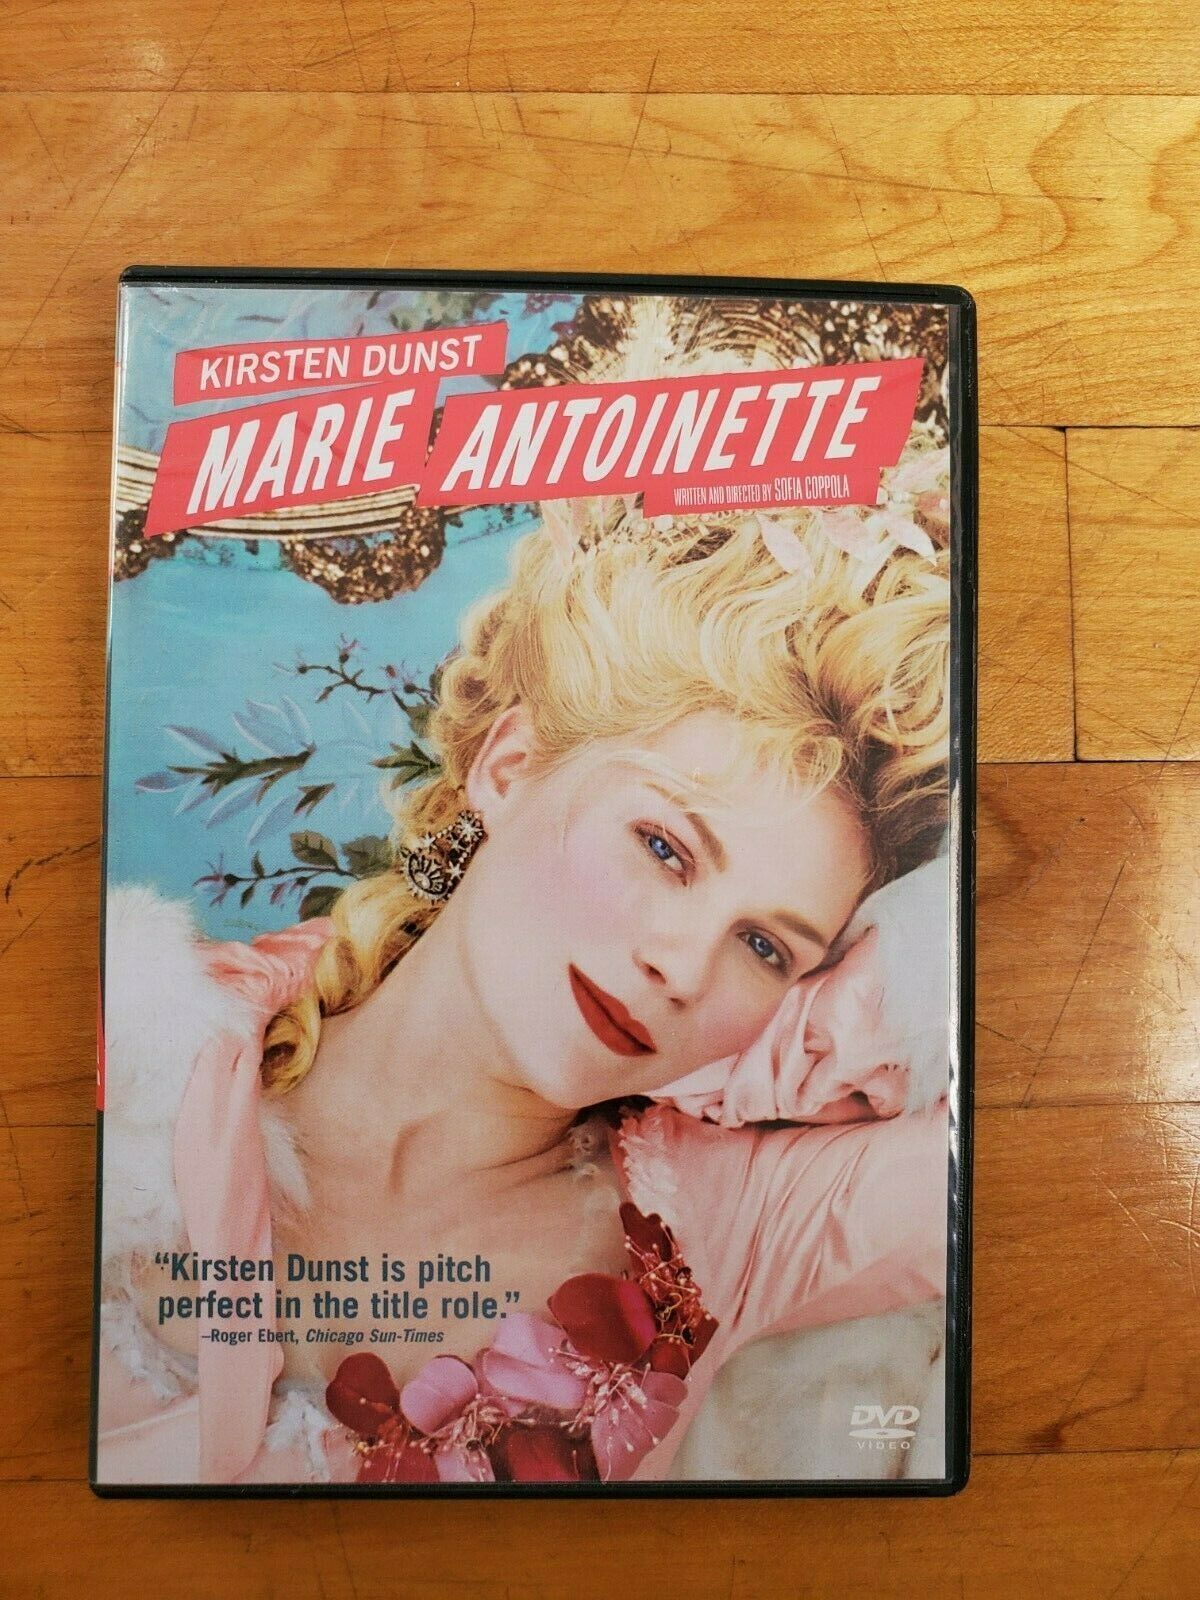 KIRSTEN DUNST
MARIE ANTOINETTE
WRITTEN AND DIRECTED BY SOFIA COPPOLA
“Kirsten Dunst is pitch
perfect in the title role.”
–Roger Ebert, Chicago Sun-Times
DVD
VIDEO